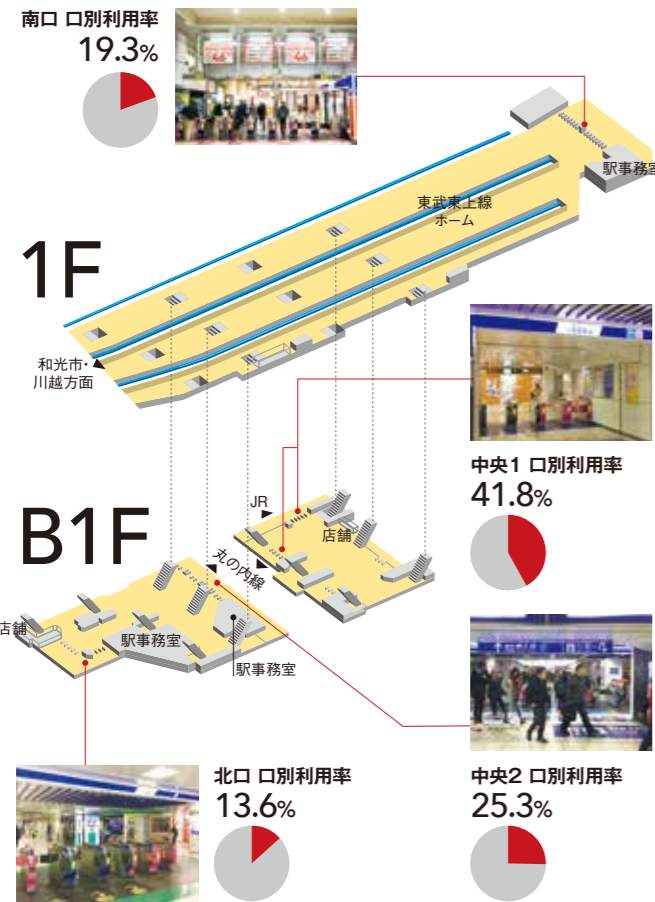 南口 口別利用率
19.3%
駅事務室
東武東上線
ホーム
1F
和光市・
川越方面
中央1 口別利用率
41.8%
JR
店舗
B1F
丸の内線
店舗
駅事務室
駅事務室
北口 口別利用率
13.6%
中央2 口別利用率
25.3%